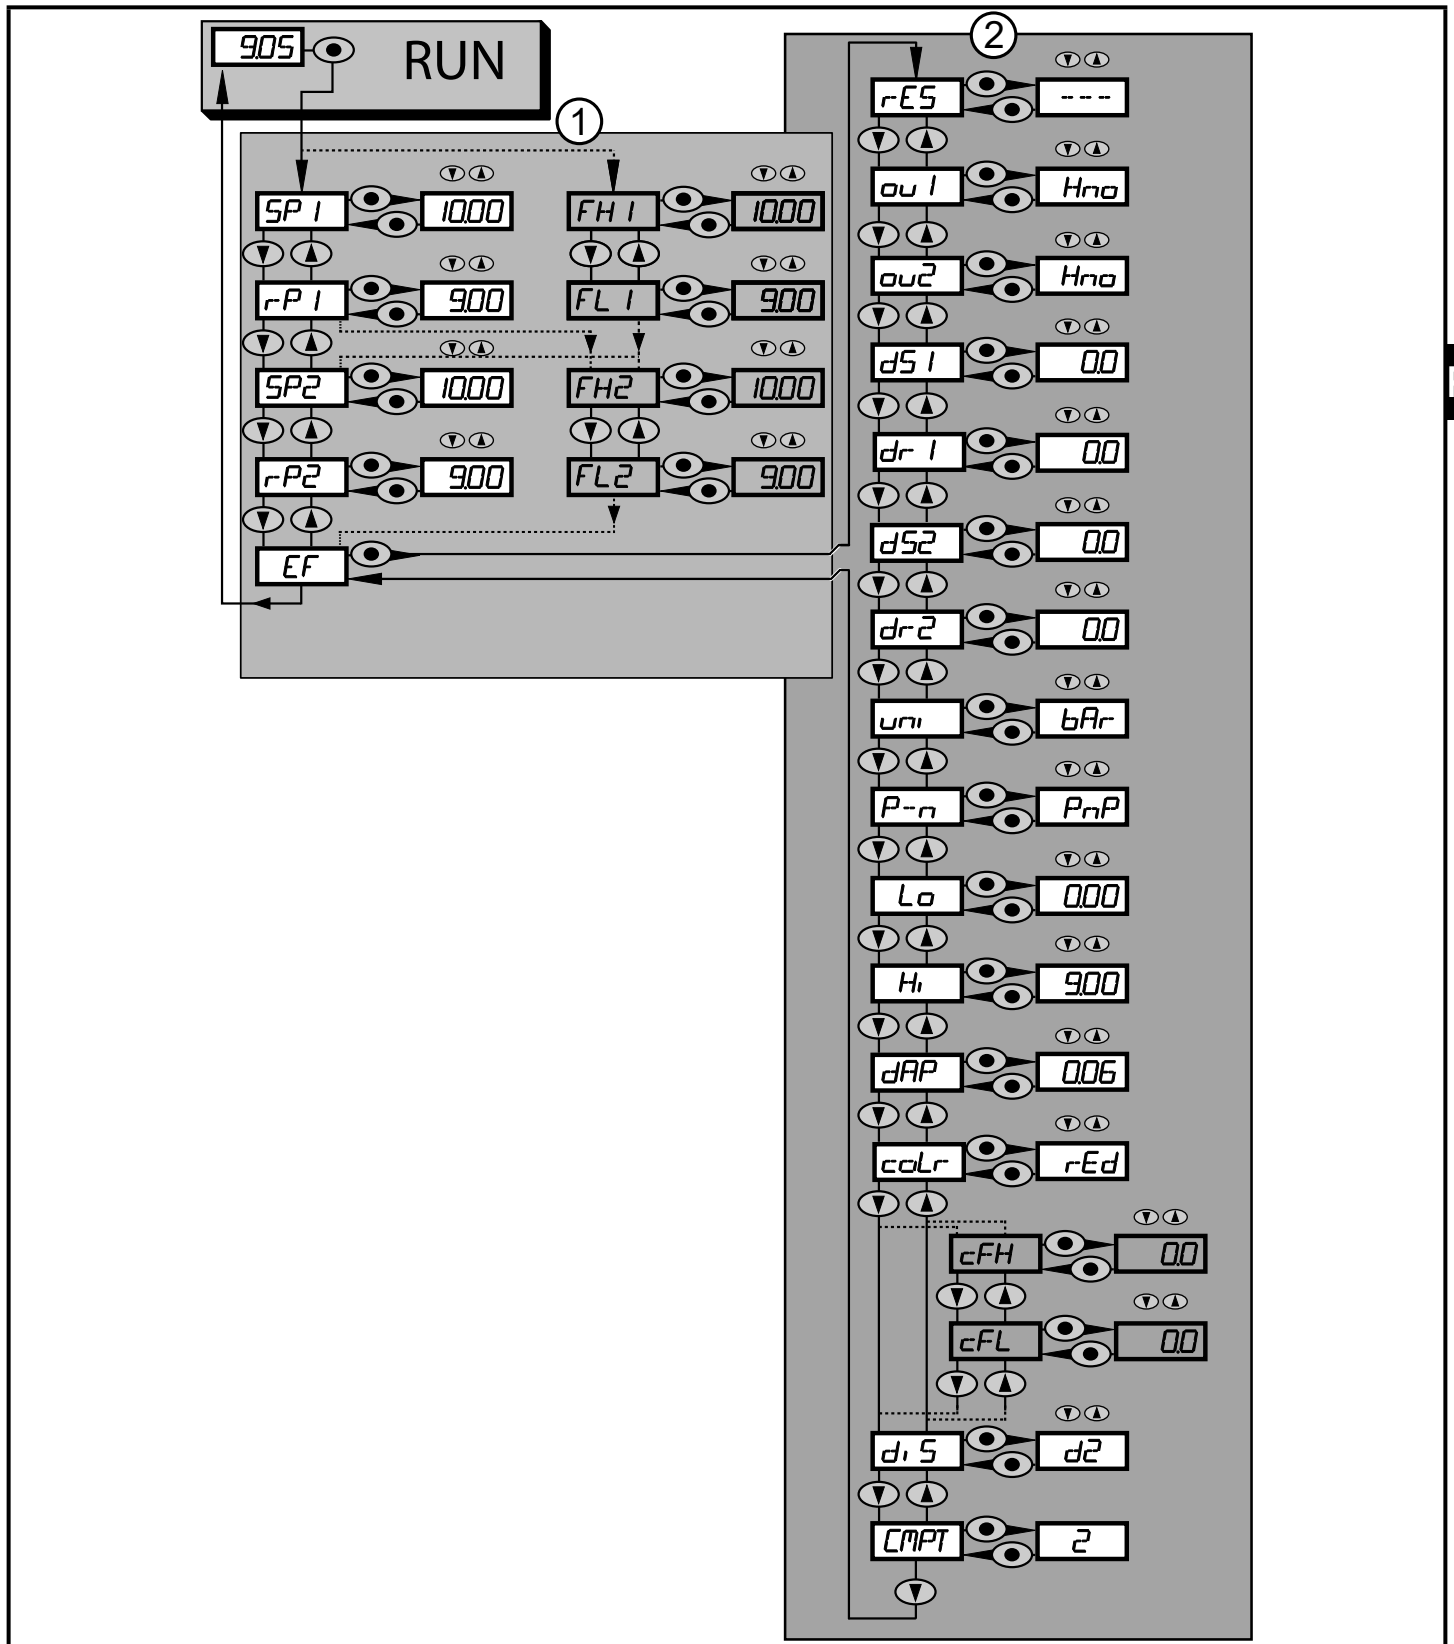 9.05
RUN
1
SP1 10.00
FH1 10.00
rP1 9.00
FL1 9.00
SP2 10.00
FH2 10.00
rP2 9.00
FL2 9.00
EF
2
rES ---
ou1 Hno
ou2 Hno
dS1 0.0
dr1 0.0
dS2 0.0
dr2 0.0
uni bAr
P-n PnP
Lo 0.00
Hi 9.00
dAP 0.06
coLr rEd
cFH 0.0
cFL 0.0
diS d2
CMPT 2